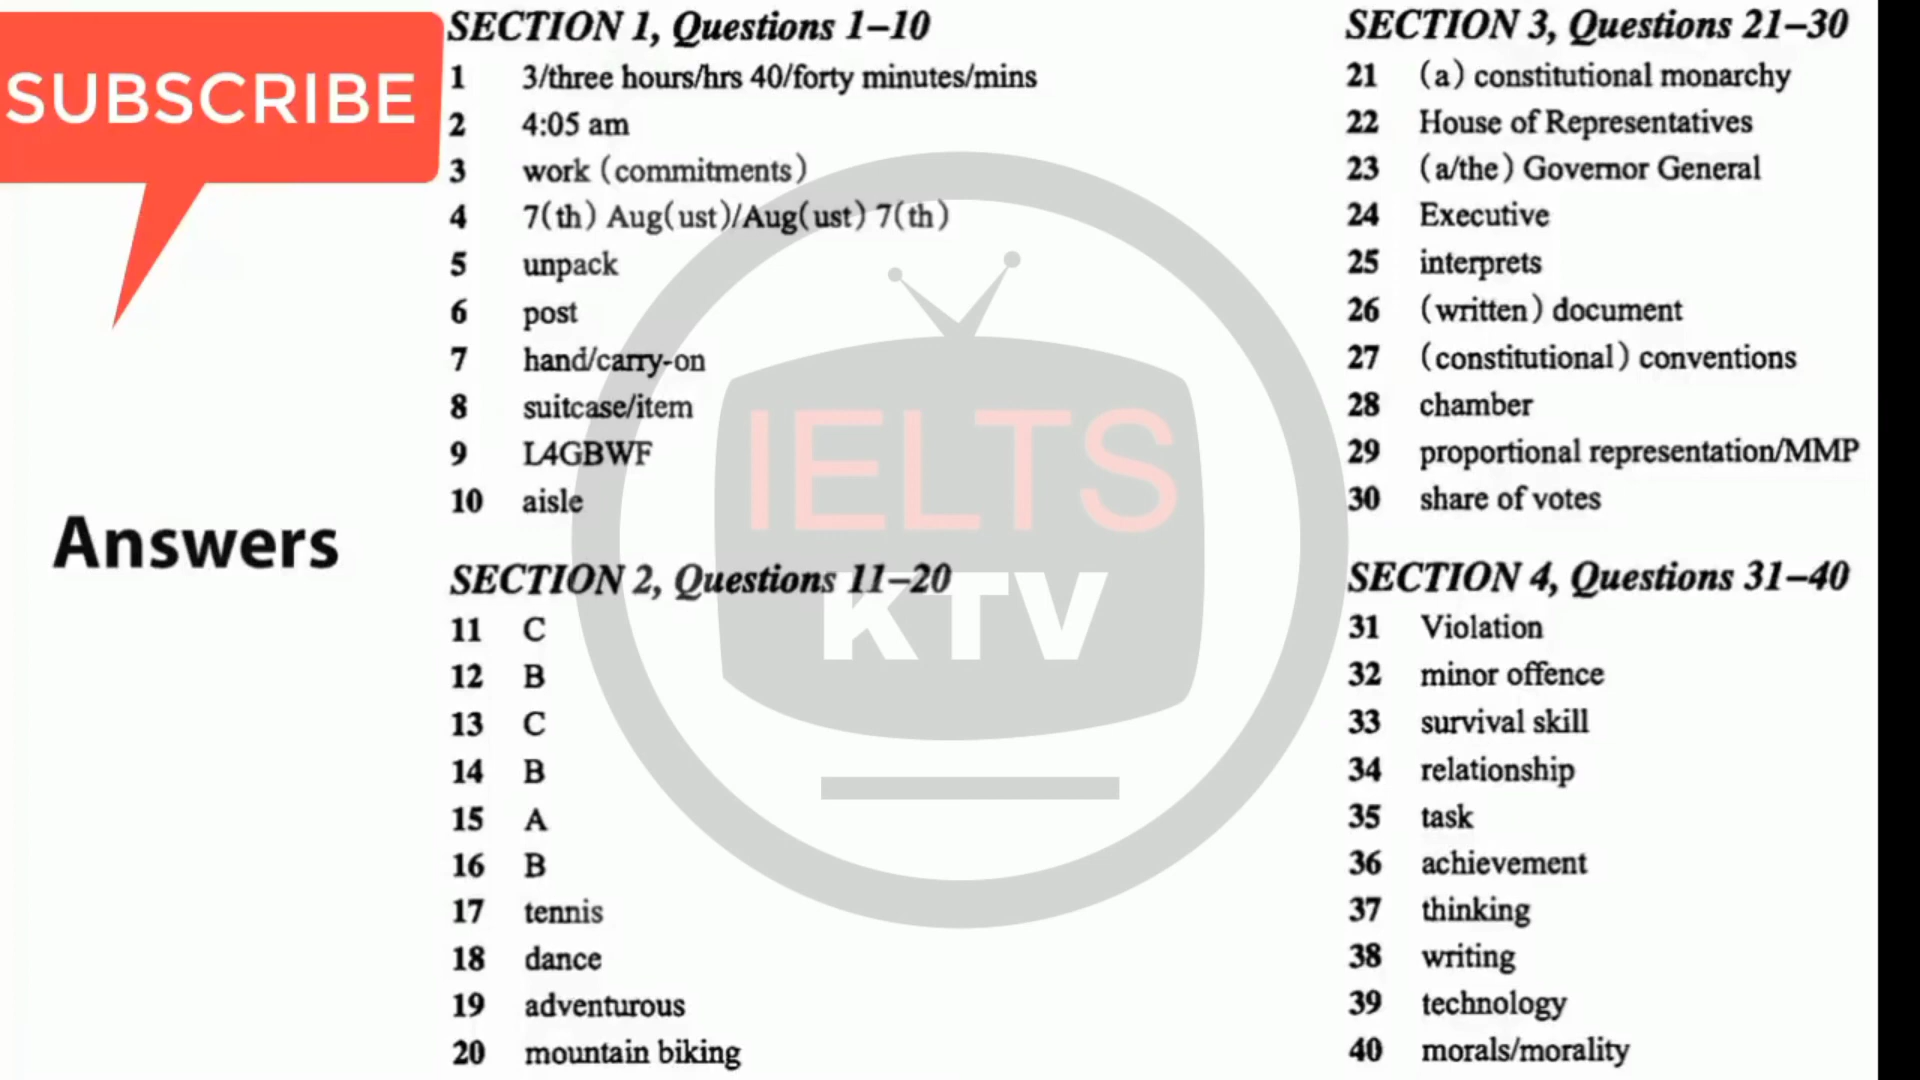 SUBSCRIBE
Answers
SECTION 1, Questions 1–10
1 3/three hours/hrs 40/forty minutes/mins
2 4:05 am
3 work (commitments)
4 7(th) Aug(ust)/Aug(ust) 7(th)
5 unpack
6 post
7 hand/carry-on
8 suitcase/item
9 L4GBWF
10 aisle
SECTION 2, Questions 11–20
11 C
12 B
13 C
14 B
15 A
16 B
17 tennis
18 dance
19 adventurous
20 mountain biking
SECTION 3, Questions 21–30
21 (a) constitutional monarchy
22 House of Representatives
23 (a/the) Governor General
24 Executive
25 interprets
26 (written) document
27 (constitutional) conventions
28 chamber
29 proportional representation/MMP
30 share of votes
SECTION 4, Questions 31–40
31 Violation
32 minor offence
33 survival skill
34 relationship
35 task
36 achievement
37 thinking
38 writing
39 technology
40 morals/morality
IELTS
KTV